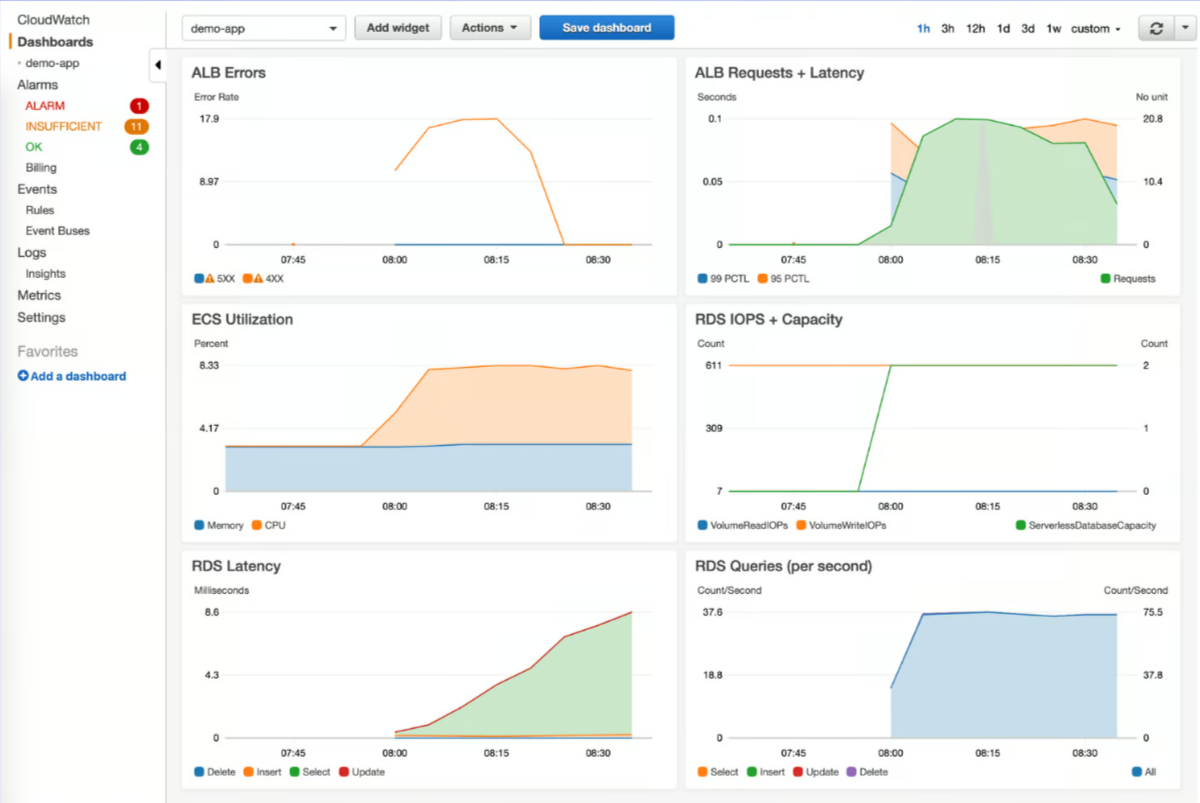 CloudWatch
Dashboards
demo-app
Alarms
ALARM 1
INSUFFICIENT 11
OK 4
Billing
Events
Rules
Event Buses
Logs
Insights
Metrics
Settings
Favorites
Add a dashboard
demo-app Add widget Actions Save dashboard 1h 3h 12h 1d 3d 1w custom
ALB Errors
Error Rate
17.9
8.97
0
07:45 08:00 08:15 08:30
5XX 4XX
ALB Requests + Latency
Seconds No unit
0.1 20.8
0.05 10.4
0 0
07:45 08:00 08:15 08:30
99 PCTL 95 PCTL Requests
ECS Utilization
Percent
8.33
4.17
0
07:45 08:00 08:15 08:30
Memory CPU
RDS IOPS + Capacity
Count Count
611 2
309 1
7 0
07:45 08:00 08:15 08:30
VolumeReadIOPs VolumeWriteIOPs ServerlessDatabaseCapacity
RDS Latency
Milliseconds
8.6
4.3
0
07:45 08:00 08:15 08:30
Delete Insert Select Update
RDS Queries (per second)
Count/Second Count/Second
37.6 75.5
18.8 37.8
0 0
07:45 08:00 08:15 08:30
Select Insert Update Delete All